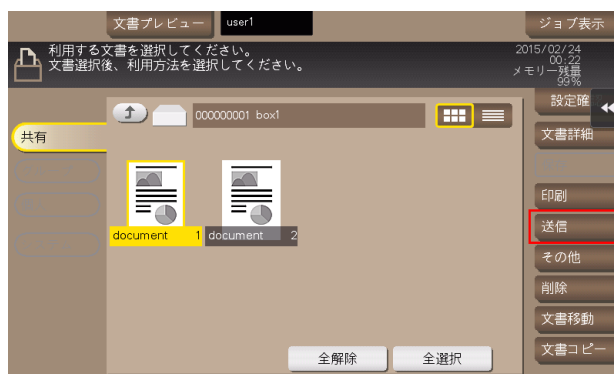 文書プレビュー
user1
ジョブ表示
利用する文書を選択してください。
文書選択後、利用方法を選択してください。
2015/02/24
00:22
メモリー残量
99%
設定確
000000001 box1
共有
文書詳細
印刷
送信
document 1
document 2
その他
削除
文書移動
全解除
全選択
文書コピー